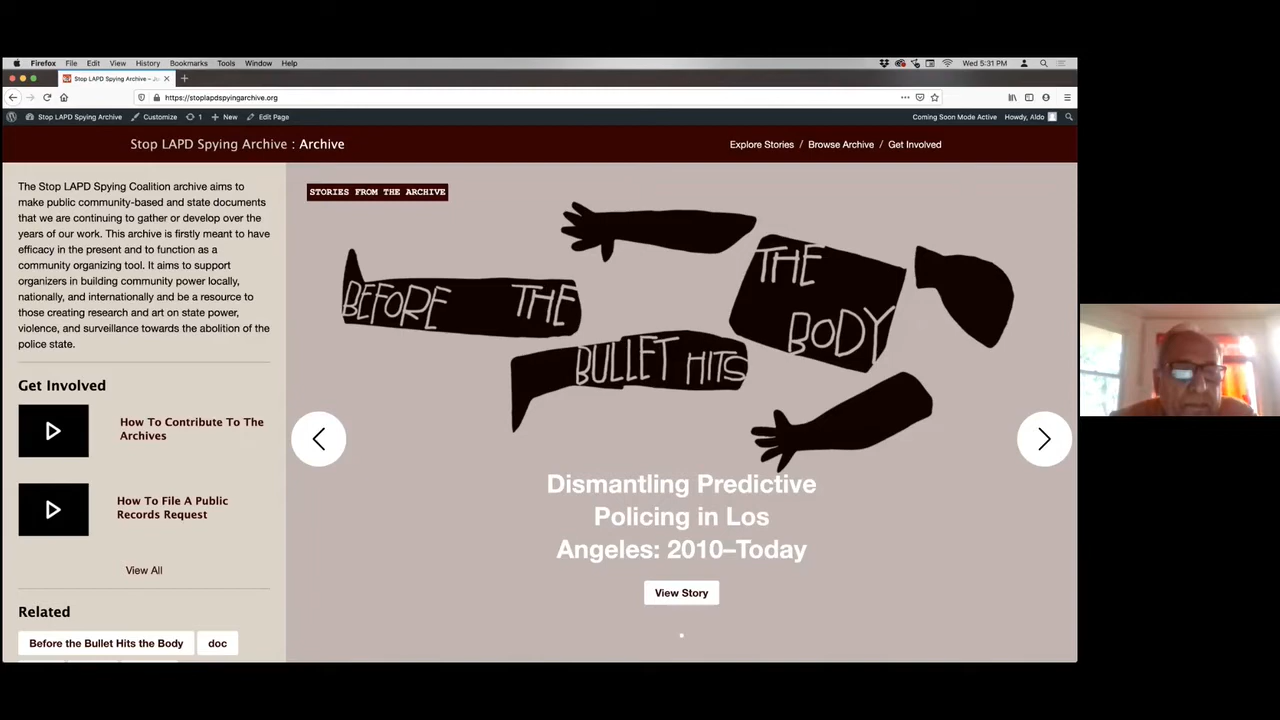 Firefox File Edit View History Bookmarks Tools Window Help Wed 5:31 PM
Stop LAPD Spying Archive – Ju
https://stoplapdspyingarchive.org
Stop LAPD Spying Archive Customize 1 New Edit Page Coming Soon Mode Active Howdy, Aldo
Stop LAPD Spying Archive : Archive Explore Stories / Browse Archive / Get Involved
The Stop LAPD Spying Coalition archive aims to
make public community-based and state documents
that we are continuing to gather or develop over the
years of our work. This archive is firstly meant to have
efficacy in the present and to function as a
community organizing tool. It aims to support
organizers in building community power locally,
nationally, and internationally and be a resource to
those creating research and art on state power,
violence, and surveillance towards the abolition of the
police state.
Get Involved
How To Contribute To The
Archives
How To File A Public
Records Request
View All
Related
Before the Bullet Hits the Body doc
STORIES FROM THE ARCHIVE
BEFORE THE
BULLET HITS
THE
BODY
Dismantling Predictive
Policing in Los
Angeles: 2010–Today
View Story